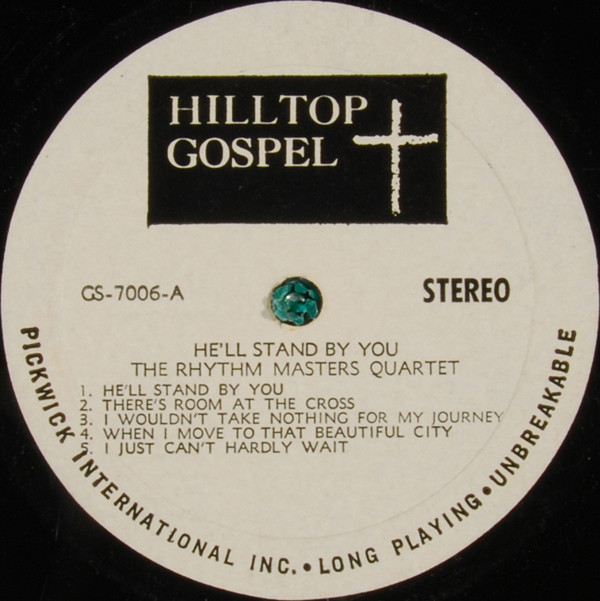 HILLTOP
GOSPEL
GS-7006-A
STEREO
HE'LL STAND BY YOU
THE RHYTHM MASTERS QUARTET
1. HE'LL STAND BY YOU
2. THERE'S ROOM AT THE CROSS
3. I WOULDN'T TAKE NOTHING FOR MY JOURNEY
4. WHEN I MOVE TO THAT BEAUTIFUL CITY
5. I JUST CAN'T HARDLY WAIT
PICKWICK INTERNATIONAL INC. • LONG PLAYING • UNBREAKABLE